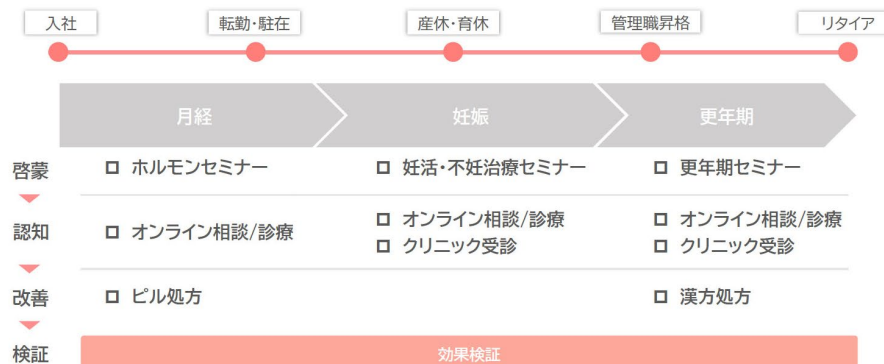 入社 転勤・駐在 産休・育休 管理職昇格 リタイア
月経 妊娠 更年期
啓蒙 ホルモンセミナー 妊活・不妊治療セミナー 更年期セミナー
認知 オンライン相談/診療 オンライン相談/診療 オンライン相談/診療
クリニック受診 クリニック受診
改善 ピル処方 漢方処方
検証 効果検証